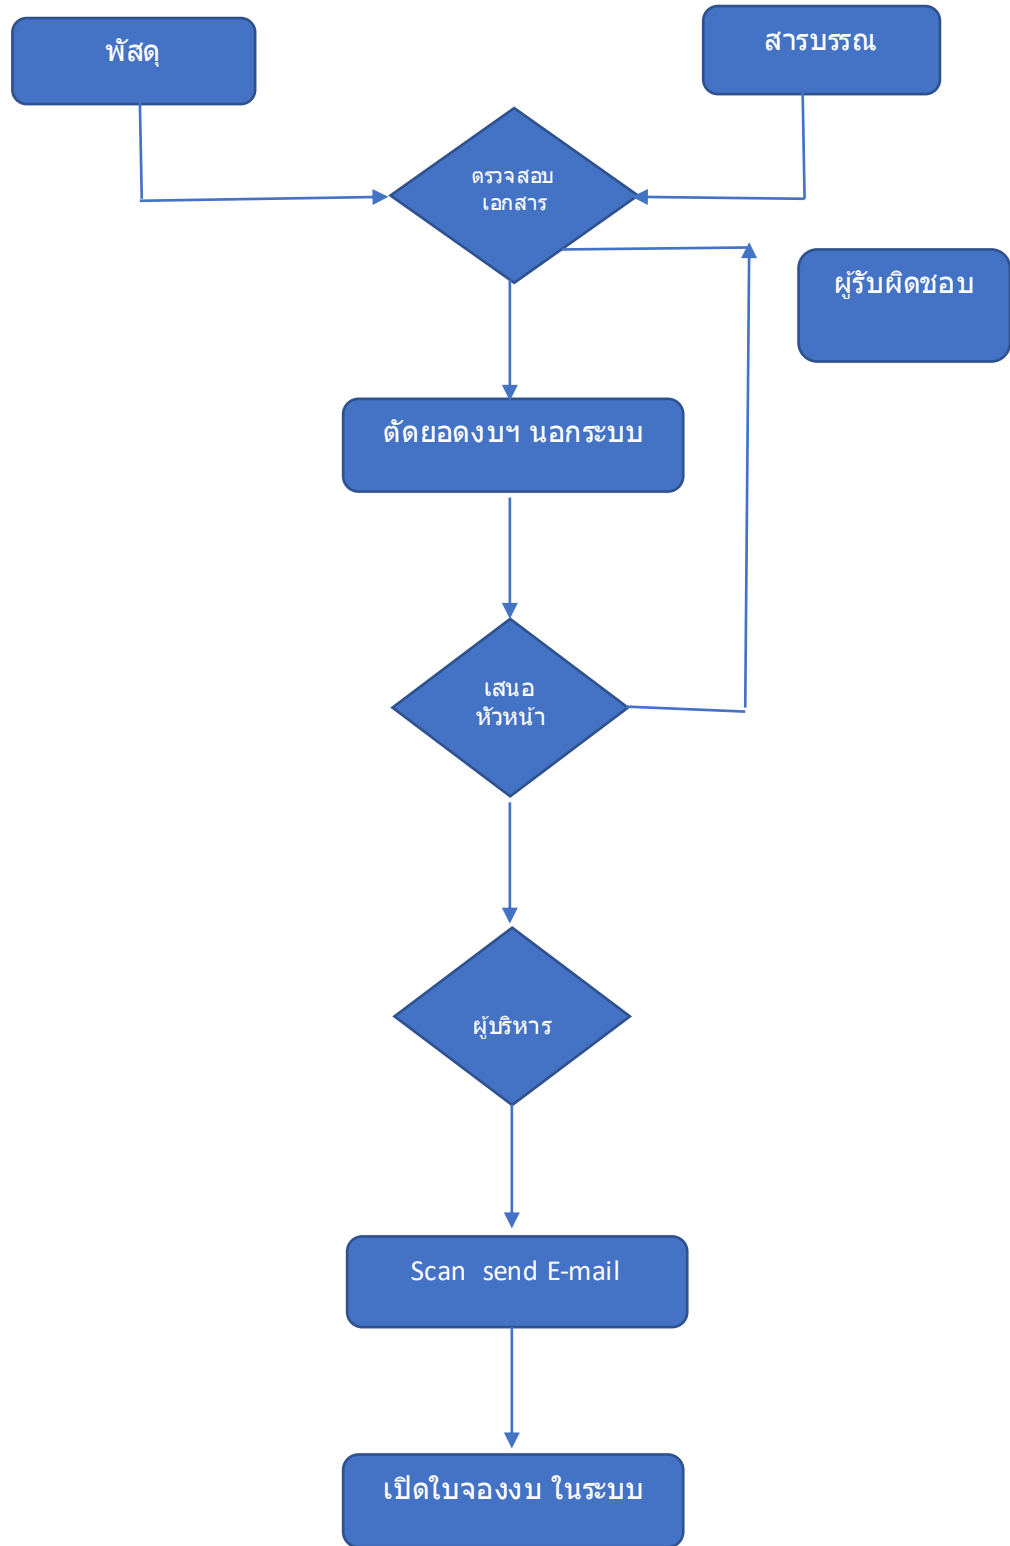 พัสดุ
สารบรรณ
ตรวจสอบ
เอกสาร
ผู้รับผิดชอบ
ตัดยอดงบฯ นอกระบบ
เสนอ
หัวหน้า
ผู้บริหาร
Scan  send E-mail
เปิดใบจองงบ ในระบบ